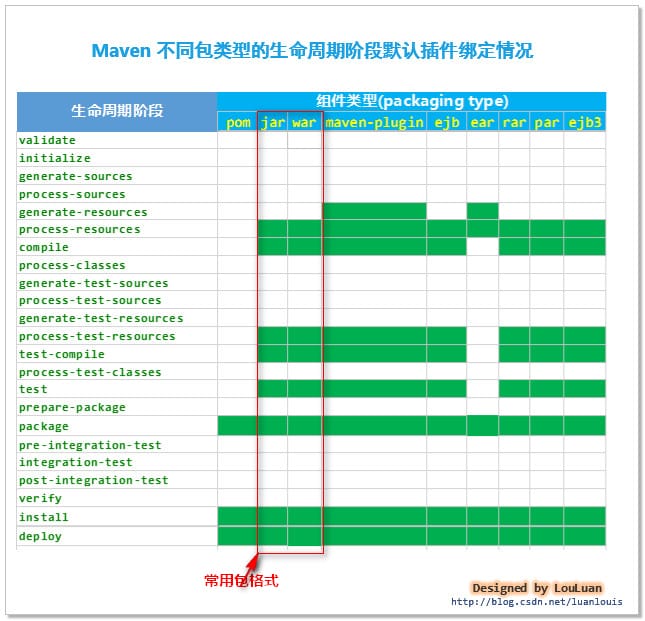 Maven 不同包类型的生命周期阶段默认插件绑定情况
生命周期阶段
组件类型(packaging type)
pom jar war maven-plugin ejb ear rar par ejb3
validate
initialize
generate-sources
process-sources
generate-resources
process-resources
compile
process-classes
generate-test-sources
process-test-sources
generate-test-resources
process-test-resources
test-compile
process-test-classes
test
prepare-package
package
pre-integration-test
integration-test
post-integration-test
verify
install
deploy
常用包格式
Designed by LouLuan
http://blog.csdn.net/luanlouis